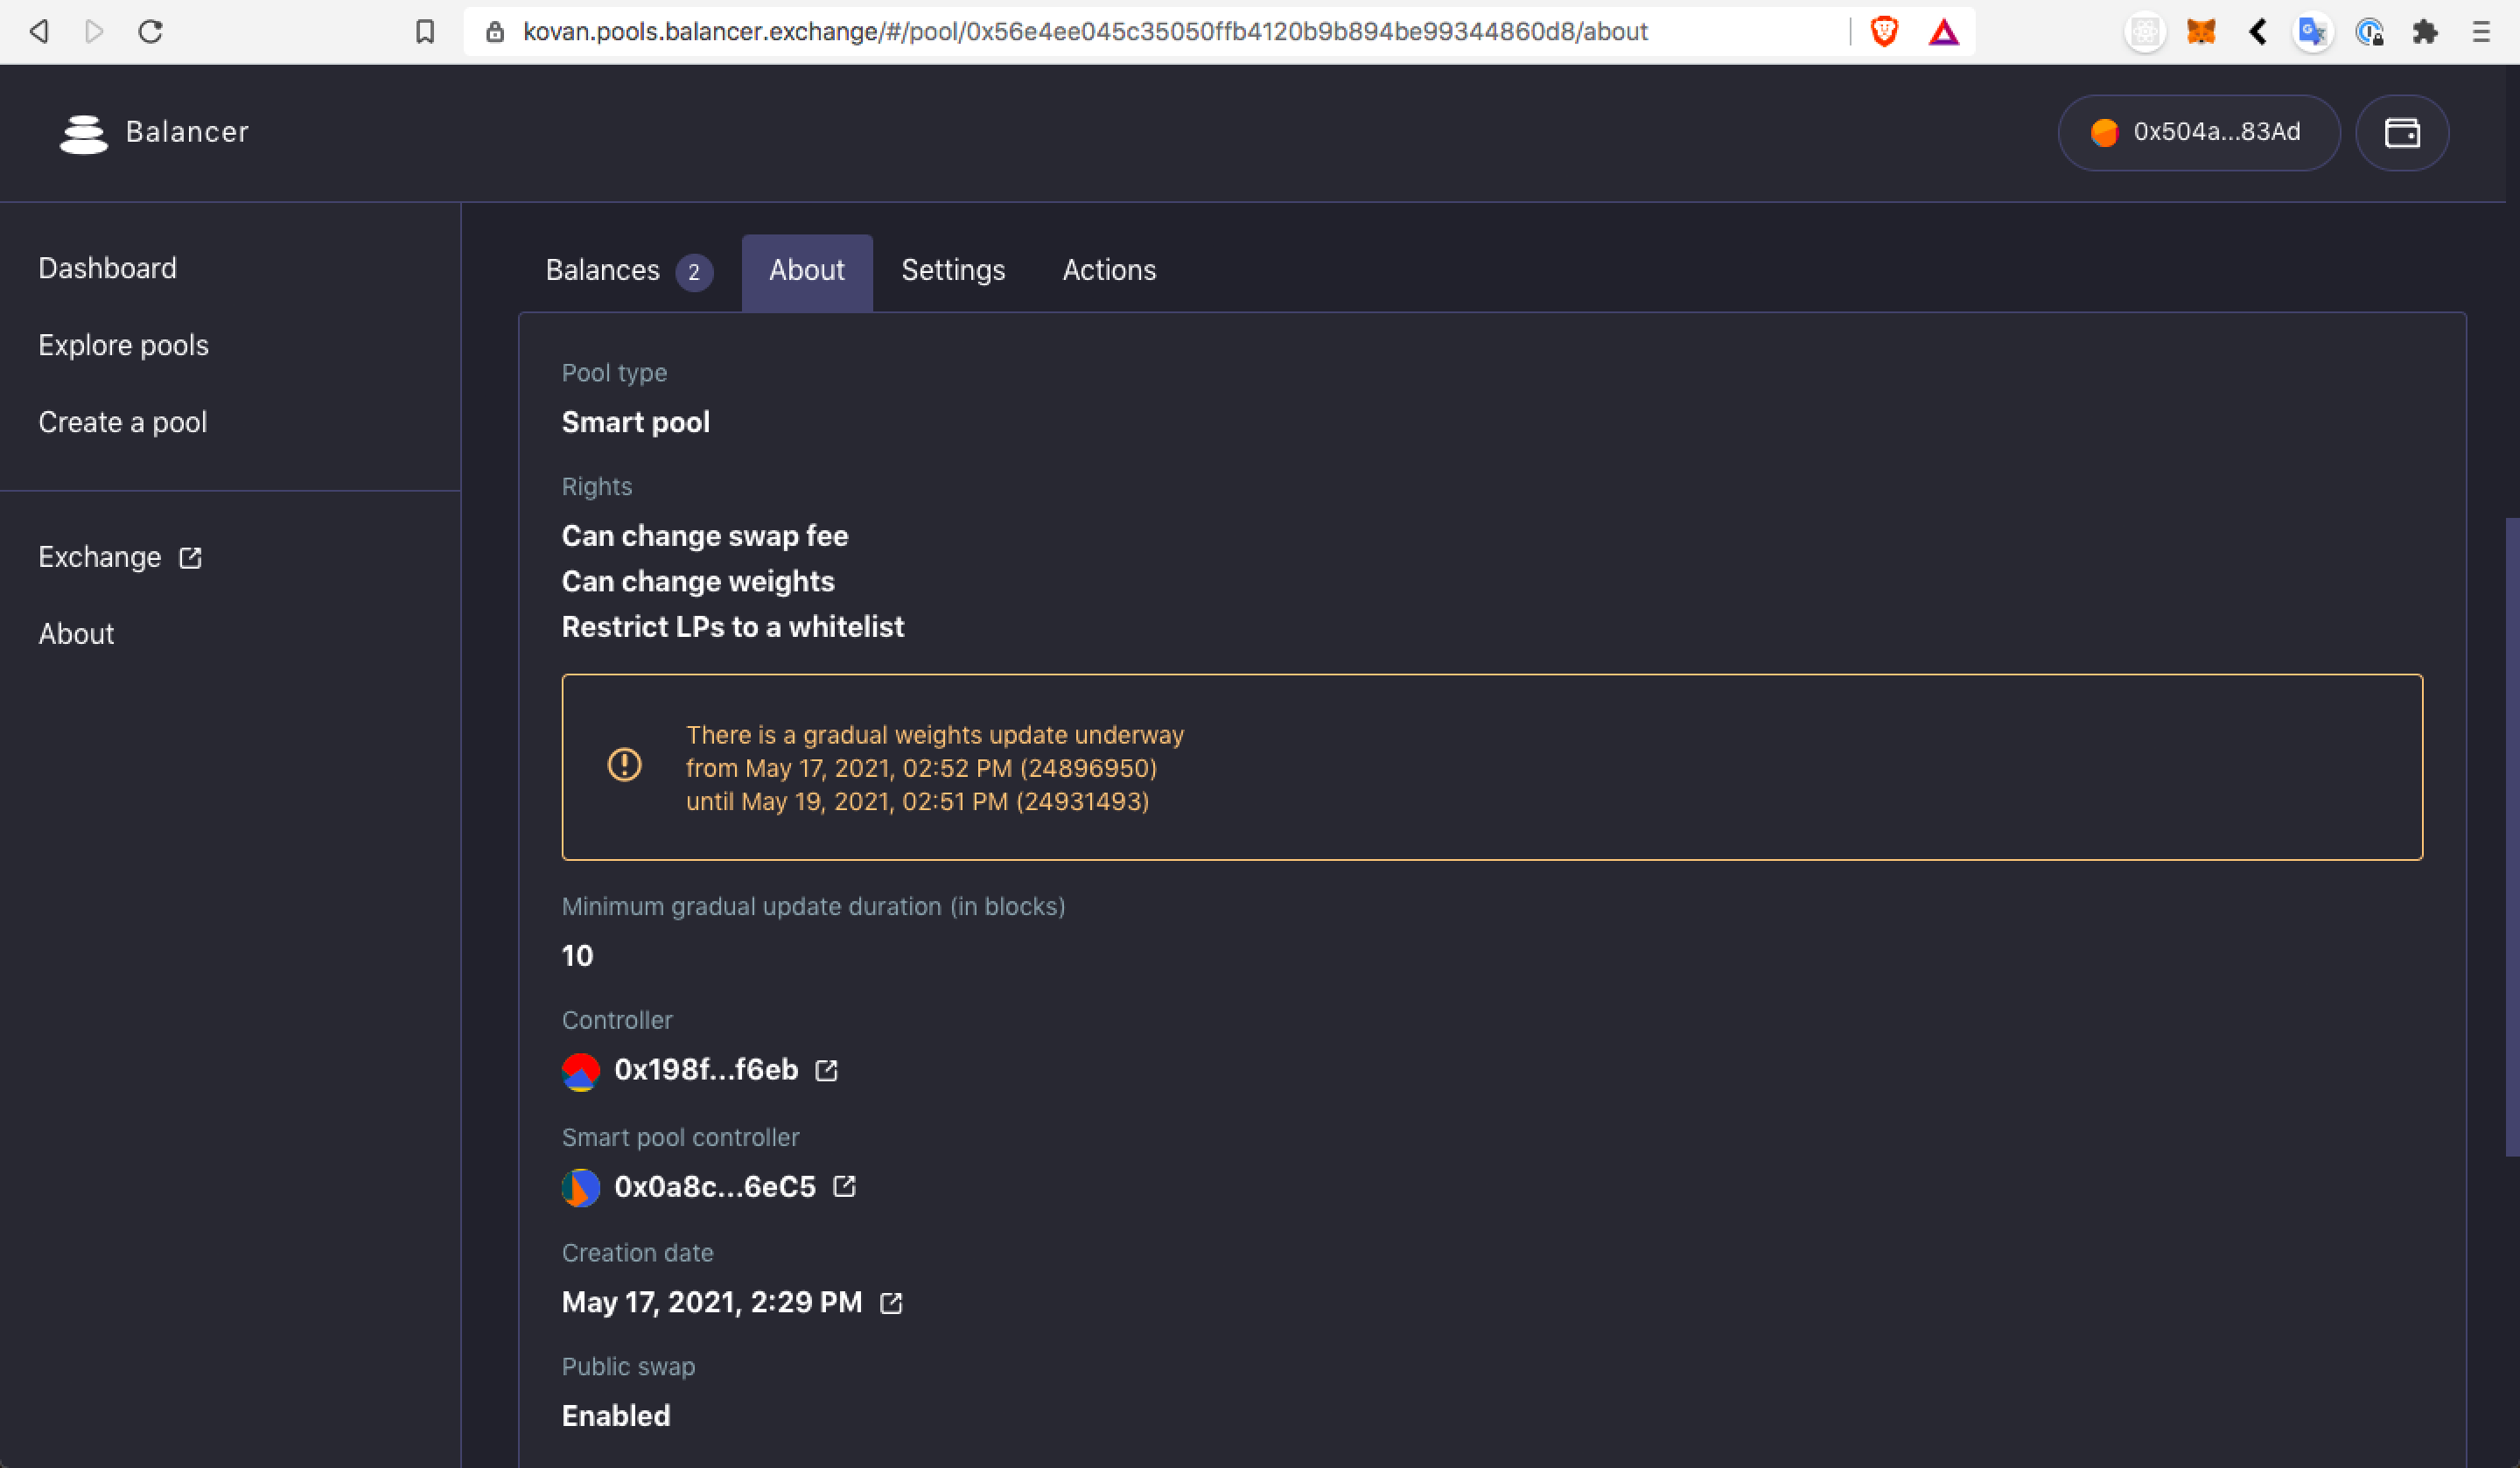 kovan.pools.balancer.exchange/#/pool/0x56e4ee045c35050ffb4120b9b894be99344860d8/about
Balancer
0x504a...83Ad
Dashboard
Explore pools
Create a pool
Exchange
About
Balances 2
About
Settings
Actions
Pool type
Smart pool
Rights
Can change swap fee
Can change weights
Restrict LPs to a whitelist
There is a gradual weights update underway
from May 17, 2021, 02:52 PM (24896950)
until May 19, 2021, 02:51 PM (24931493)
Minimum gradual update duration (in blocks)
10
Controller
0x198f...f6eb
Smart pool controller
0x0a8c...6eC5
Creation date
May 17, 2021, 2:29 PM
Public swap
Enabled